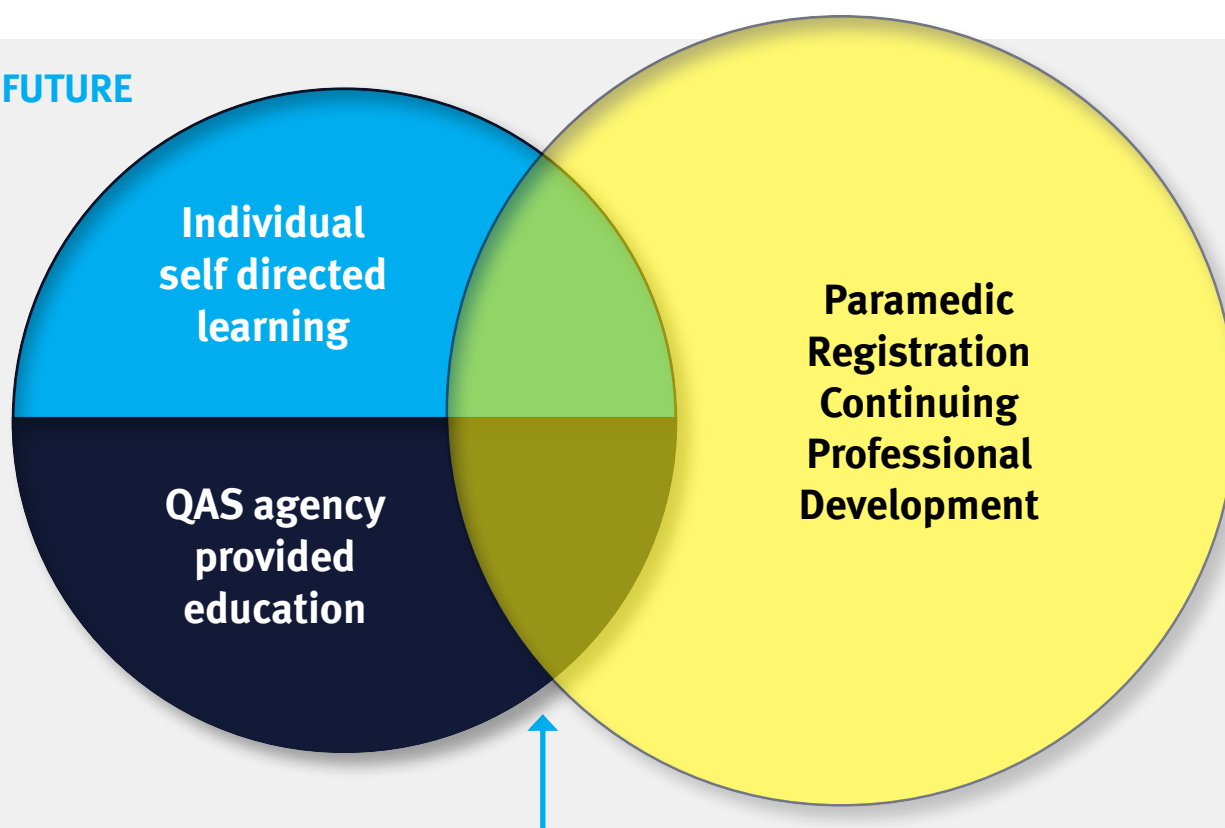 FUTURE
Individual
self directed
learning
QAS agency
provided
education
Paramedic
Registration
Continuing
Professional
Development